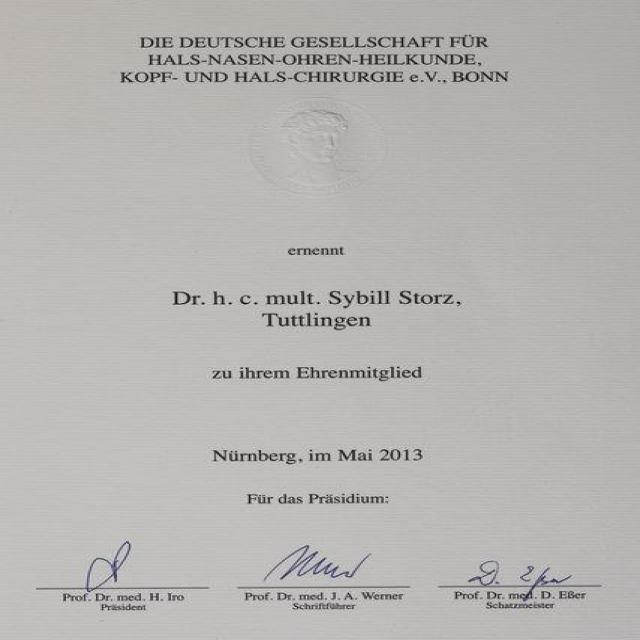 DIE DEUTSCHE GESELLSCHAFT FÜR
HALS-NASEN-OHREN-HEILKUNDE,
KOPF- UND HALS-CHIRURGIE e.V., BONN
ernennt
Dr. h. c. mult. Sybill Storz,
Tuttlingen
zu ihrem Ehrenmitglied
Nürnberg, im Mai 2013
Für das Präsidium:
Prof. Dr. med. H. Iro
Präsident
Prof. Dr. med. J. A. Werner
Schriftführer
Prof. Dr. med. D. Eßer
Schatzmeister